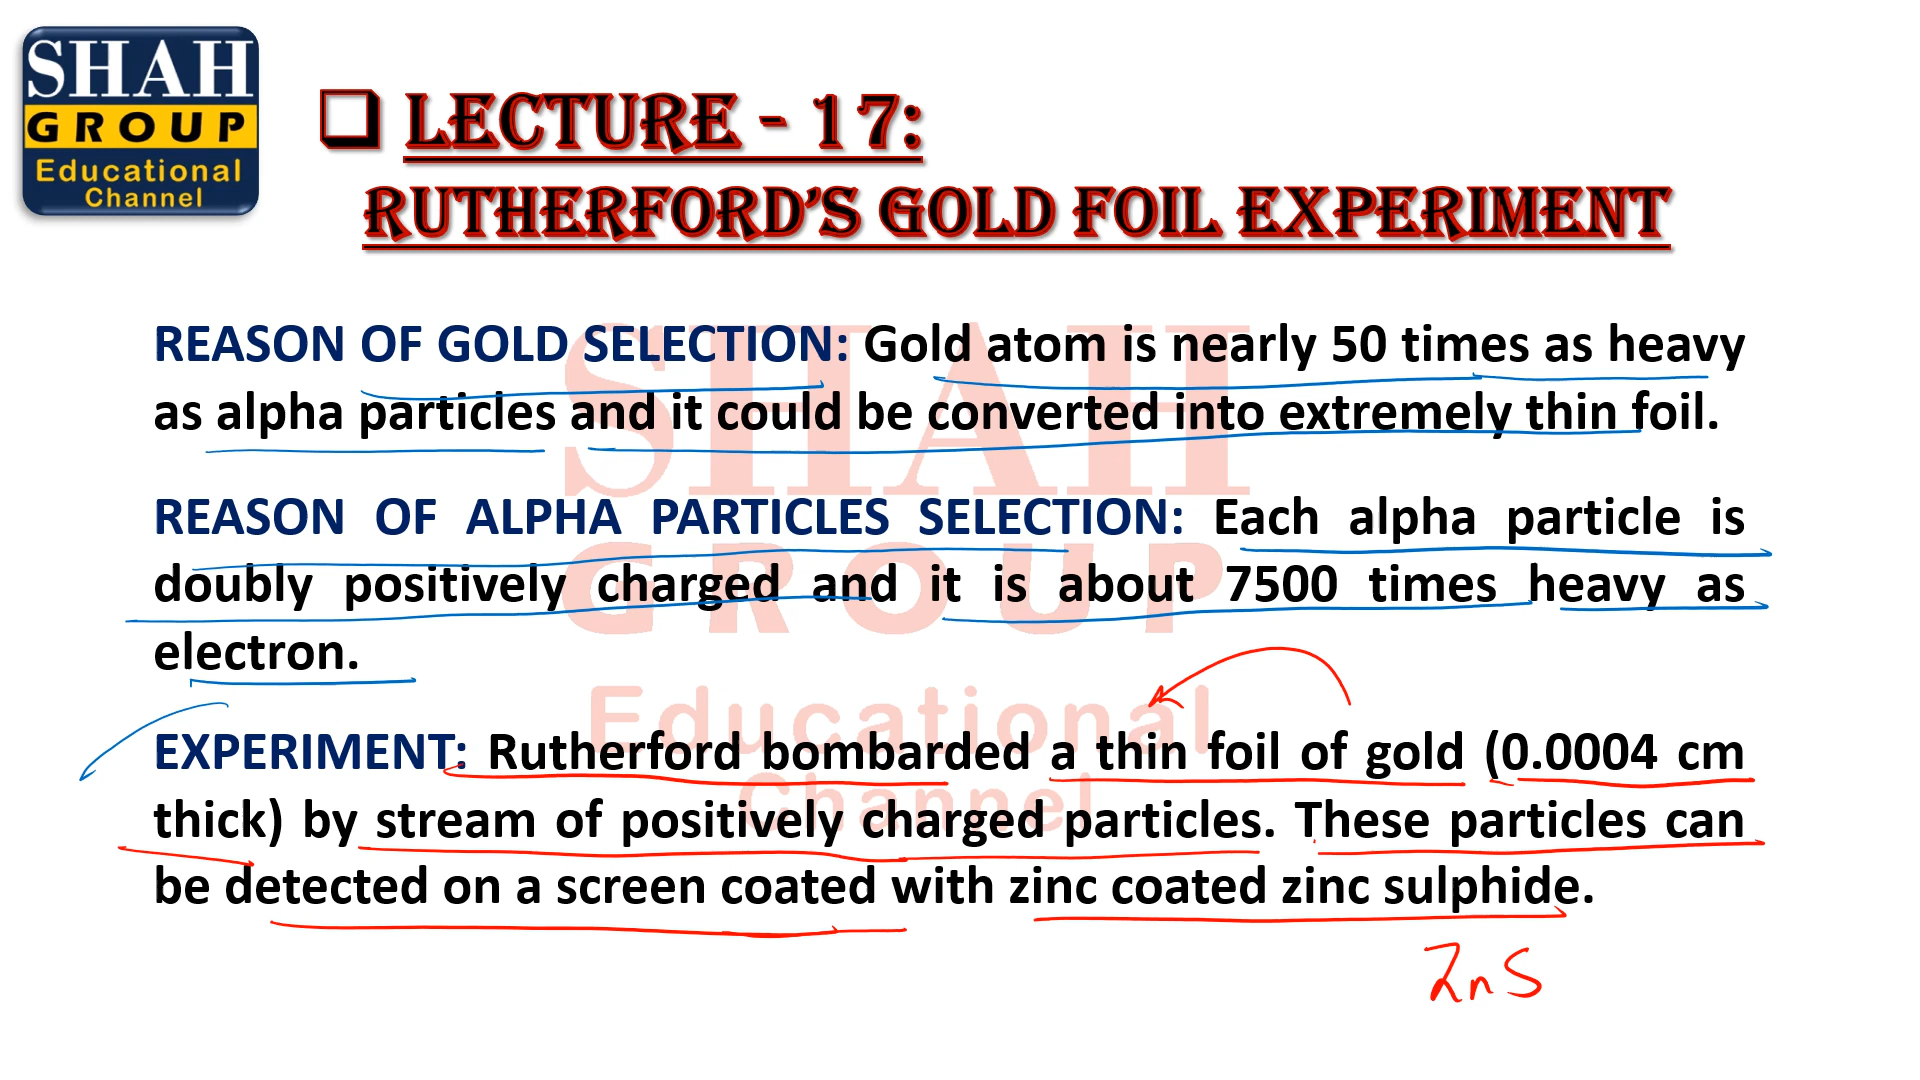 SHAH
GROUP
Educational
Channel
❑ LECTURE - 17:
RUTHERFORD'S GOLD FOIL EXPERIMENT
REASON OF GOLD SELECTION: Gold atom is nearly 50 times as heavy
as alpha particles and it could be converted into extremely thin foil.
REASON OF ALPHA PARTICLES SELECTION: Each alpha particle is
doubly positively charged and it is about 7500 times heavy as
electron.
EXPERIMENT: Rutherford bombarded a thin foil of gold (0.0004 cm
thick) by stream of positively charged particles. These particles can
be detected on a screen coated with zinc coated zinc sulphide.
ZnS
SHAH
GROUP
Educational
Channel